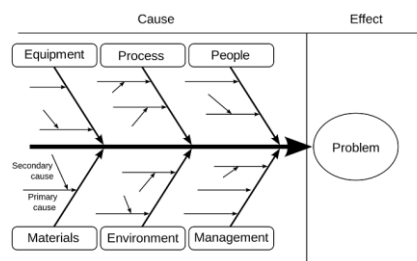 Cause Effect
Equipment Process People
Problem
Secondary
cause
Primary
cause
Materials Environment Management